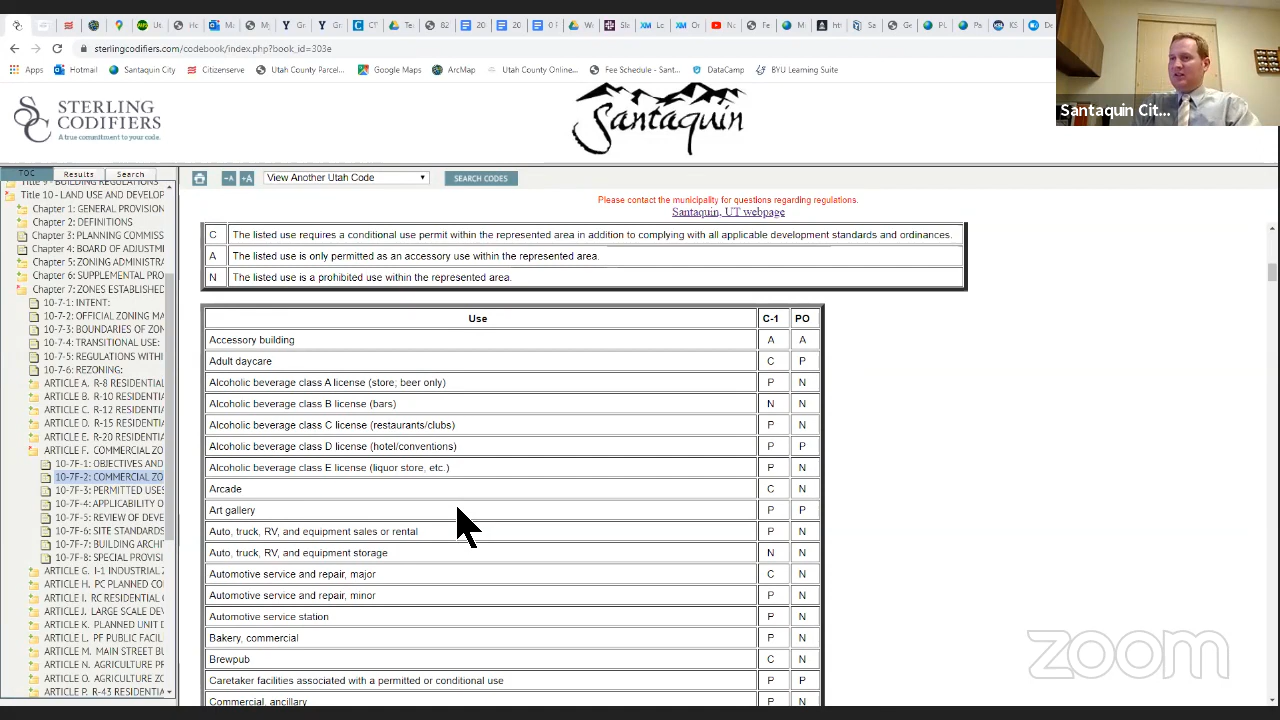 sterlingcodifiers.com/codebook/index.php?book_id=303e
Apps Hotmail Santaquin City Citizenserve Utah County Parcel... Google Maps ArcMap Utah County GIS... Fee Schedule - Sant... DataCamp BYU Learning Suite
Santaquin Cit...
STERLING
CODIFIERS
A true commitment to your code.
Santaquin
TOC Results Search
View Another Utah Code
SEARCH CODES
Title 9 - BUILDING REGULATIONS
Title 10 - LAND USE AND DEVELOP
Chapter 1: GENERAL PROVISION
Chapter 2: DEFINITIONS
Chapter 3: PLANNING COMMISS
Chapter 4: BOARD OF ADJUSTM
Chapter 5: ZONING ADMINISTRA
Chapter 6: SUPPLEMENTAL PRO
Chapter 7: ZONES ESTABLISHED
10-7-1: INTENT:
10-7-2: OFFICIAL ZONING MA
10-7-3: BOUNDARIES OF ZON
10-7-4: TRANSITIONAL USE:
10-7-5: REGULATIONS WITHI
10-7-6: REZONING:
ARTICLE A. R-8 RESIDENTIAL
ARTICLE B. R-10 RESIDENTIA
ARTICLE C. R-12 RESIDENTIA
ARTICLE D. R-15 RESIDENTIA
ARTICLE E. R-20 RESIDENTIA
ARTICLE F. COMMERCIAL ZO
10-7F-1: OBJECTIVES AND
10-7F-2: COMMERCIAL ZO
10-7F-3: PERMITTED USES
10-7F-4: APPLICABILITY O
10-7F-5: REVIEW OF DEVE
10-7F-6: SITE STANDARDS
10-7F-7: BUILDING ARCHI
10-7F-8: SPECIAL PROVISI
ARTICLE G. I-1 INDUSTRIAL Z
ARTICLE H. PC PLANNED CO
ARTICLE I. RC RESIDENTIAL
ARTICLE J. LARGE SCALE DEV
ARTICLE K. PLANNED UNIT D
ARTICLE L. PF PUBLIC FACIL
ARTICLE M. MAIN STREET BU
ARTICLE N. AGRICULTURE PR
ARTICLE O. AGRICULTURE ZO
ARTICLE P. R-43 RESIDENTIA
Please contact the municipality for questions regarding regulations.
Santaquin, UT webpage
C The listed use requires a conditional use permit within the represented area in addition to complying with all applicable development standards and ordinances.
A The listed use is only permitted as an accessory use within the represented area.
N The listed use is a prohibited use within the represented area.
Use C-1 PO
Accessory building A A
Adult daycare C P
Alcoholic beverage class A license (store; beer only) P N
Alcoholic beverage class B license (bars) N N
Alcoholic beverage class C license (restaurants/clubs) P N
Alcoholic beverage class D license (hotel/conventions) P P
Alcoholic beverage class E license (liquor store, etc.) P N
Arcade C N
Art gallery P P
Auto, truck, RV, and equipment sales or rental P N
Auto, truck, RV, and equipment storage N N
Automotive service and repair, major C N
Automotive service and repair, minor P N
Automotive service station P N
Bakery, commercial P N
Brewpub C N
Caretaker facilities associated with a permitted or conditional use P P
Commercial, ancillary P N
zoom